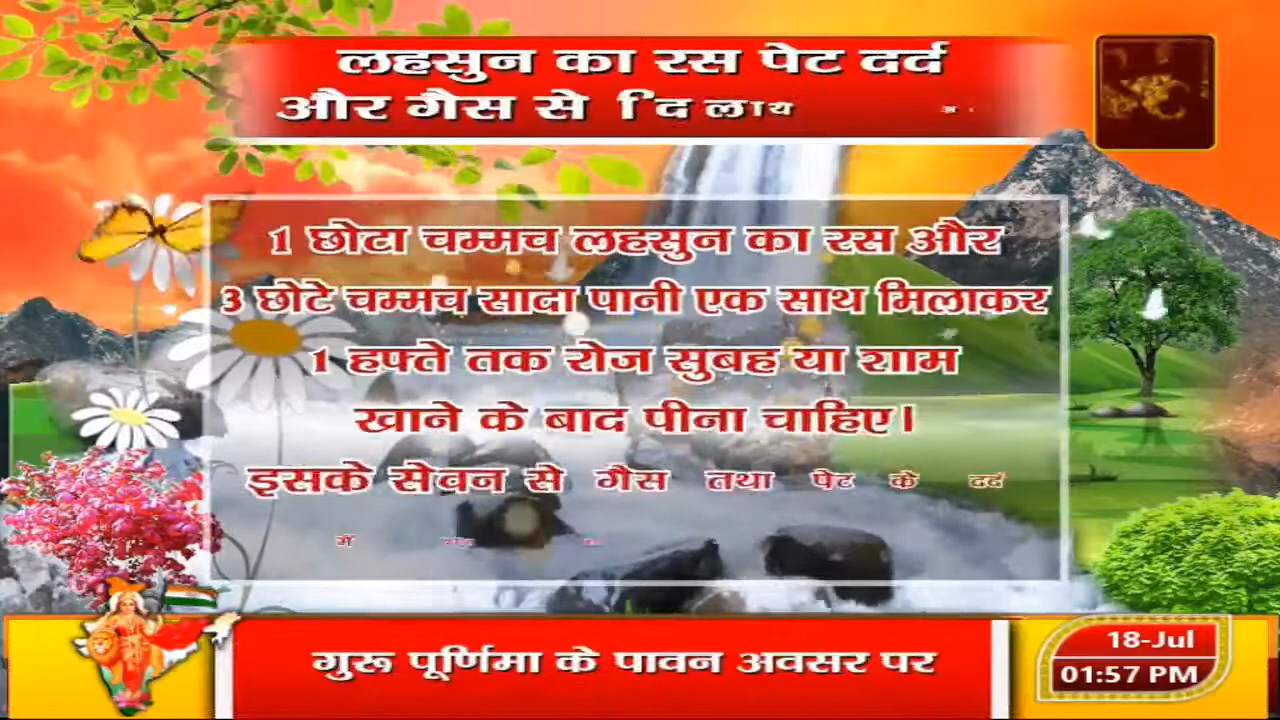 लहसुन का रस पेट दर्द
और गैस से
1 छोटा चम्मच लहसुन का रस और
3 छोटे चम्मच सादा पानी एक साथ मिलाकर
1 हफ्ते तक रोज सुबह या शाम
खाने के बाद पीना चाहिए।
इसके सेवन से गैस तथा पेट के दर्द
में
गुरू पूर्णिमा के पावन अवसर पर
18-Jul
01:57 PM